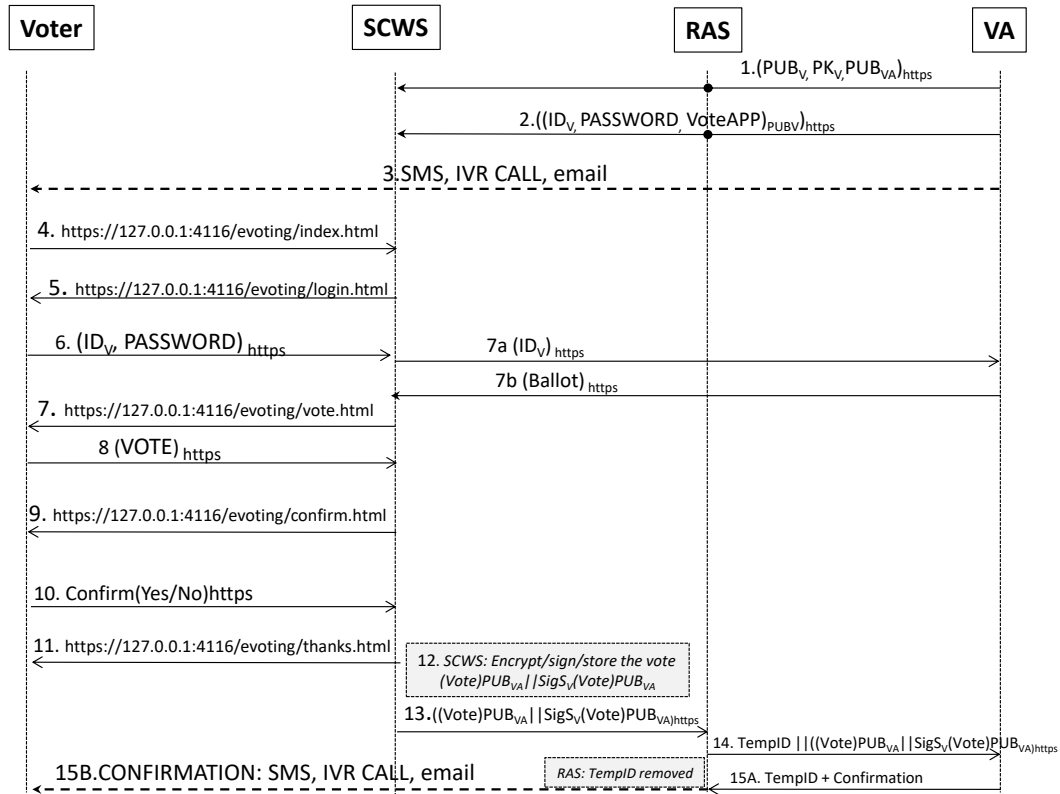 Voter SCWS RAS VA
1.(PUBV, PKV,PUBVA)https
2.((IDV, PASSWORD, VoteAPP)PUBV)https
3.SMS, IVR CALL, email
4. https://127.0.0.1:4116/evoting/index.html
5. https://127.0.0.1:4116/evoting/login.html
6. (IDV, PASSWORD) https
7a (IDV) https
7b (Ballot) https
7. https://127.0.0.1:4116/evoting/vote.html
8 (VOTE) https
9. https://127.0.0.1:4116/evoting/confirm.html
10. Confirm(Yes/No)https
11. https://127.0.0.1:4116/evoting/thanks.html
12. SCWS: Encrypt/sign/store the vote
(Vote)PUBVA||SigSV(Vote)PUBVA
13.((Vote)PUBVA||SigSV(Vote)PUBVA)https
14. TempID ||((Vote)PUBVA||SigSV(Vote)PUBVA)https
15B.CONFIRMATION: SMS, IVR CALL, email
RAS: TempID removed
15A. TempID + Confirmation